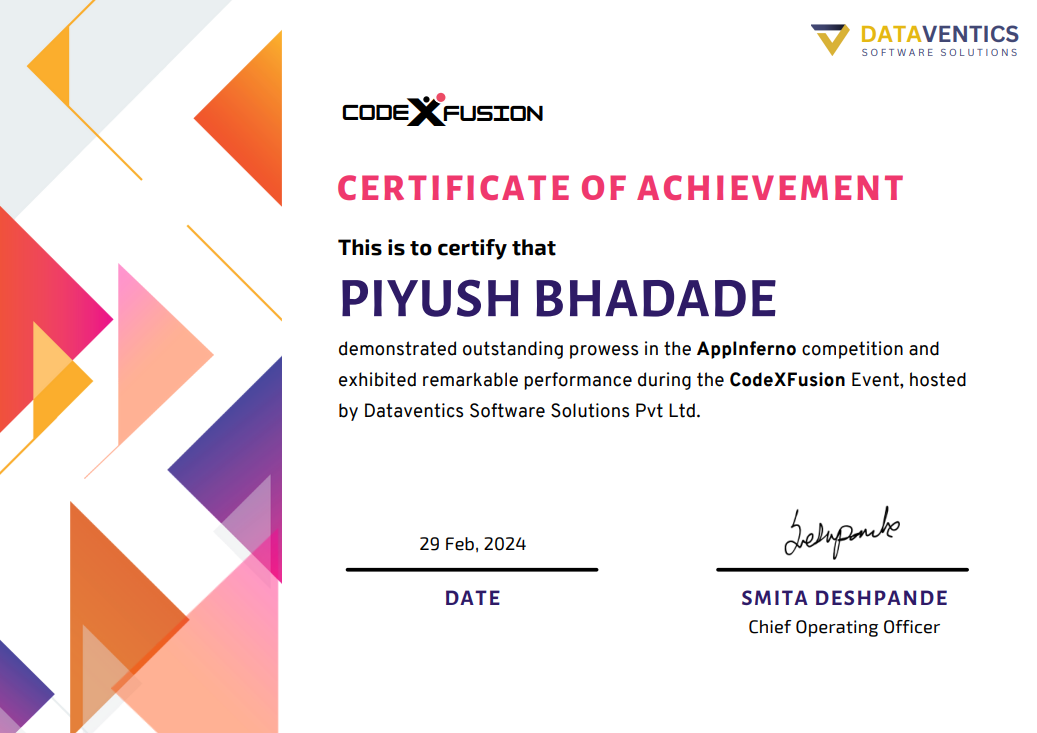 DATAVENTICS
SOFTWARE SOLUTIONS
CODEXFUSION
CERTIFICATE OF ACHIEVEMENT
This is to certify that
PIYUSH BHADADE
demonstrated outstanding prowess in the AppInferno competition and
exhibited remarkable performance during the CodeXFusion Event, hosted
by Dataventics Software Solutions Pvt Ltd.
29 Feb, 2024
DATE
Deshpande
SMITA DESHPANDE
Chief Operating Officer